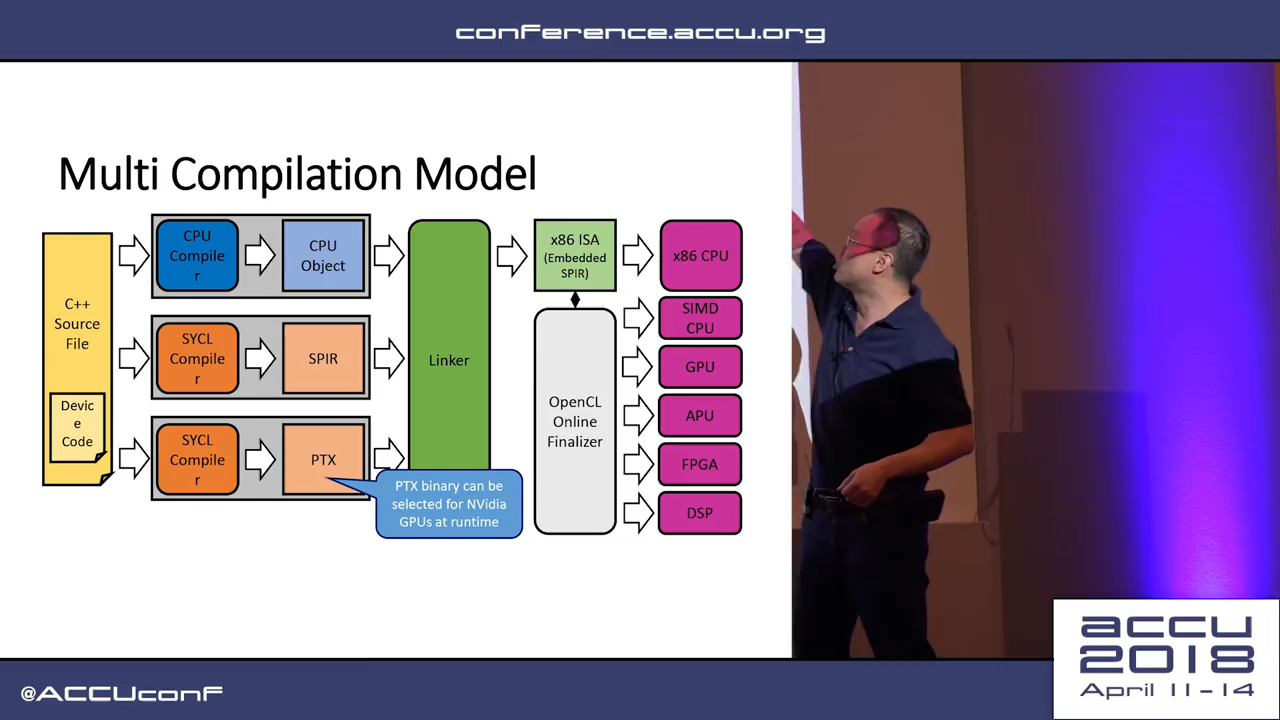 conference.accu.org
Multi Compilation Model
C++
Source
File
Devic
e
Code
CPU
Compile
r
CPU
Object
SYCL
Compile
r
SPIR
SYCL
Compile
r
PTX
PTX binary can be
selected for NVidia
GPUs at runtime
Linker
x86 ISA
(Embedded
SPIR)
OpenCL
Online
Finalizer
x86 CPU
SIMD
CPU
GPU
APU
FPGA
DSP
accu
2018
April 11-14
@ACCUconf